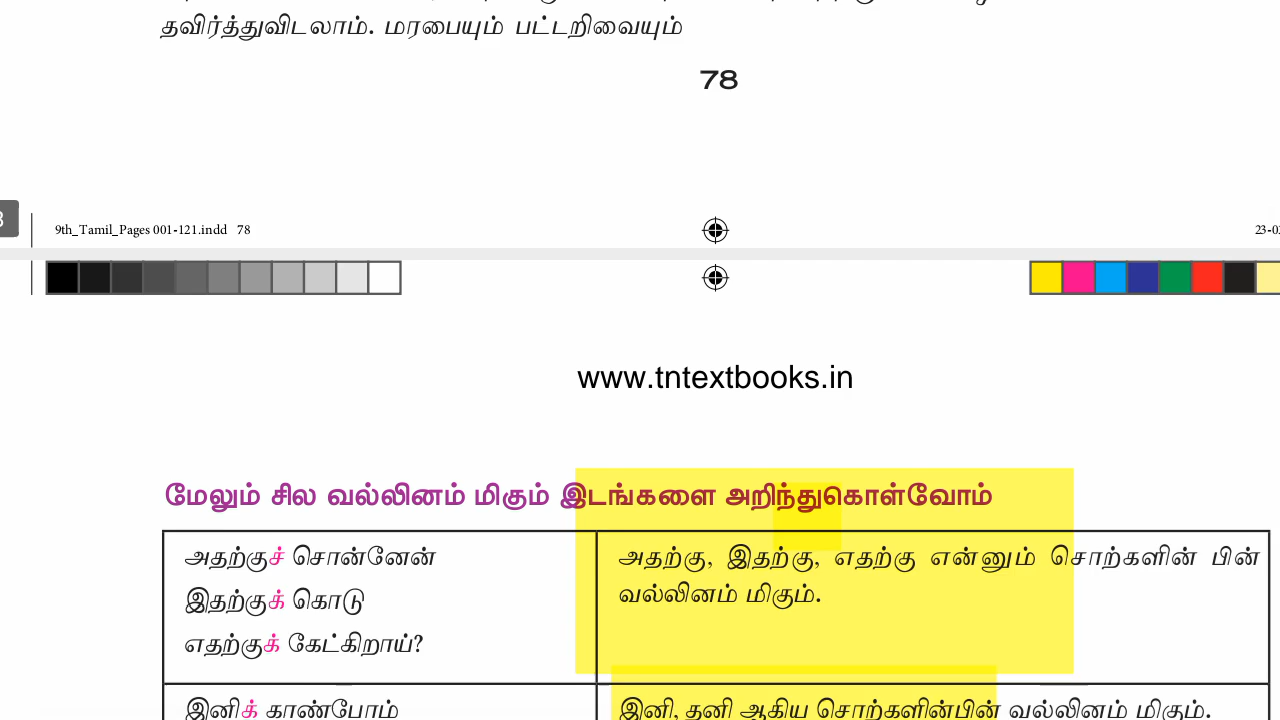 தவிர்த்துவிடலாம். மரபையும் பட்டறிவையும்
78
9th_Tamil_Pages 001-121.indd 78
www.tntextbooks.in
மேலும் சில வல்லினம் மிகும் இடங்களை அறிந்துகொள்வோம்
அதற்குச் சொன்னேன்
இதற்குக் கொடு
எதற்குக் கேட்கிறாய்?
அதற்கு, இதற்கு, எதற்கு என்னும் சொற்களின் பின்
வல்லினம் மிகும்.
இனிக் காண்போம்
இனி, தனி ஆகிய சொற்களின்பின் வல்லினம் மிகும்.